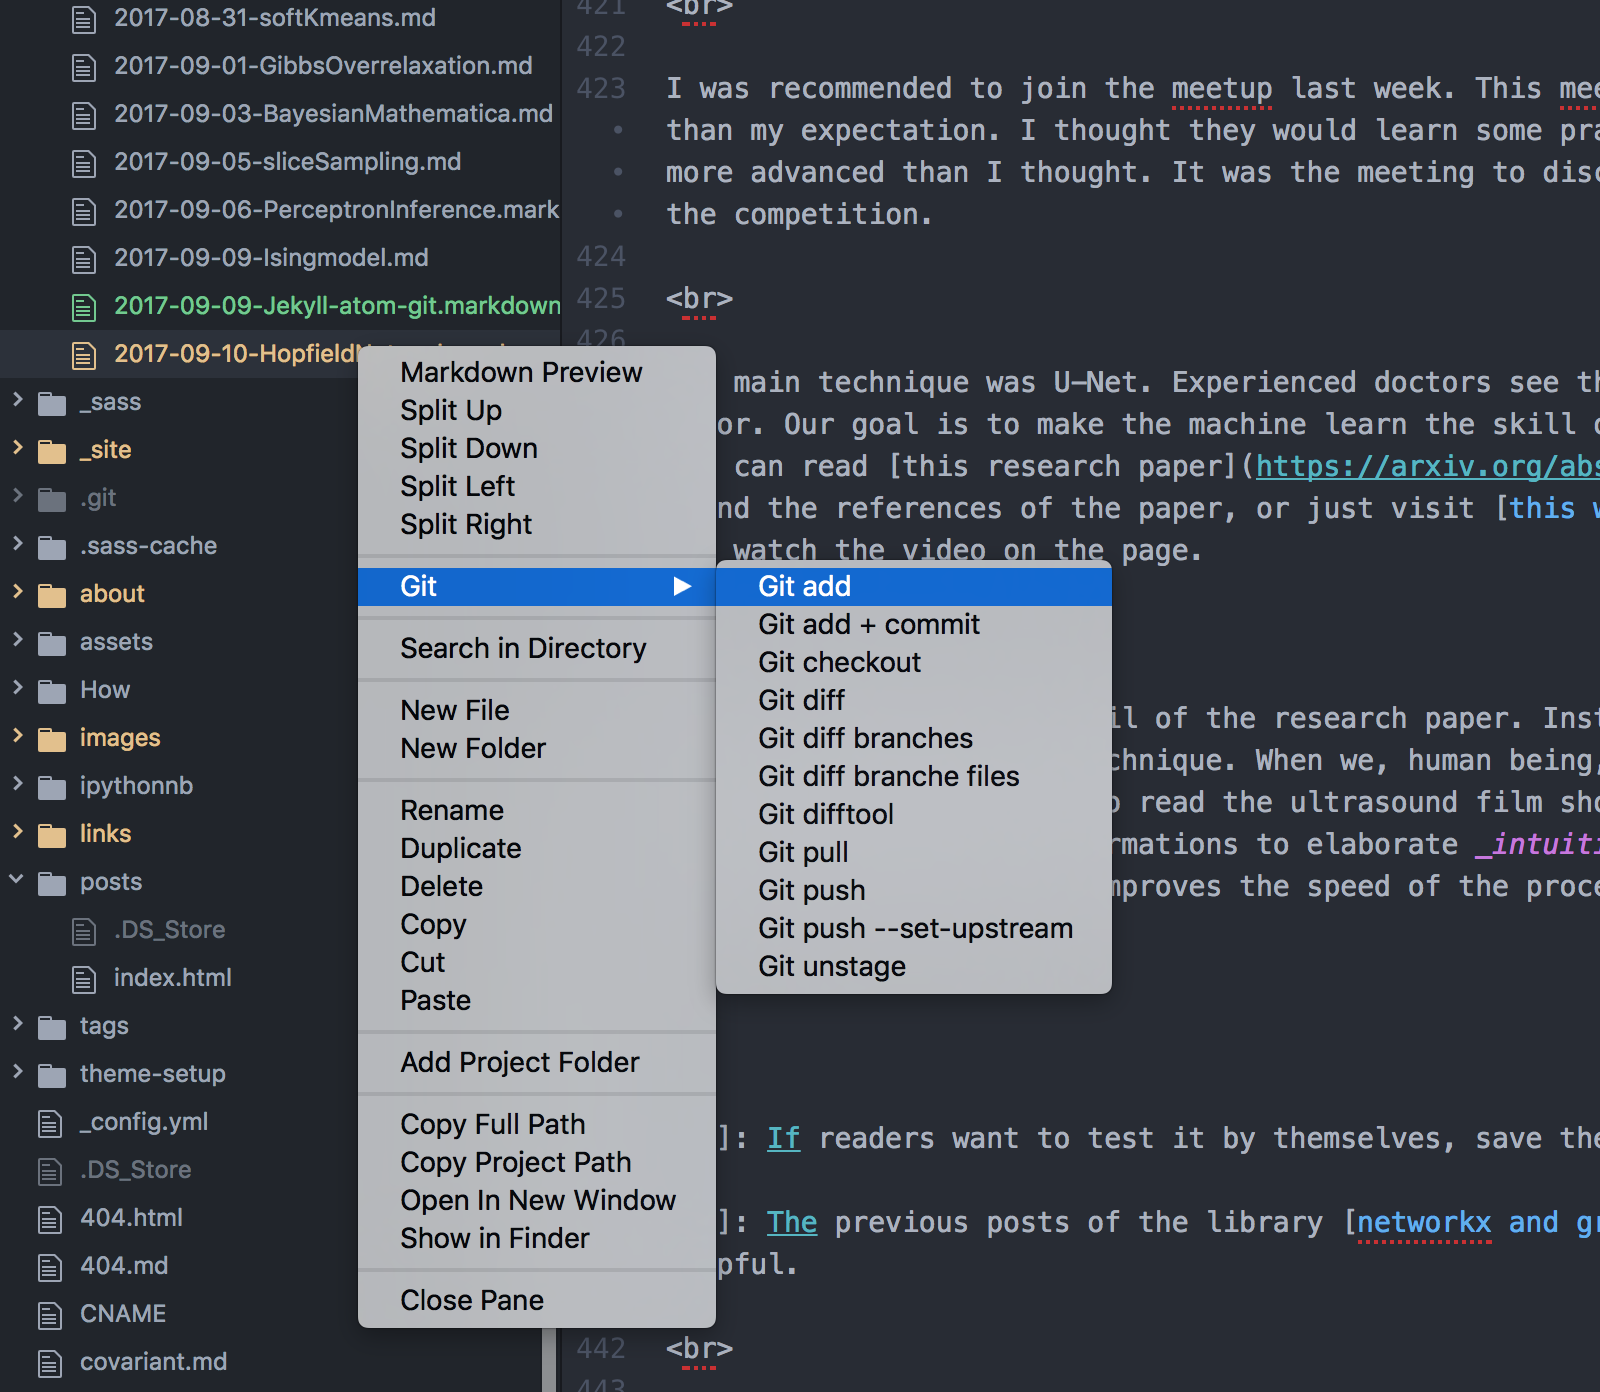 2017-08-31-softKmeans.md
2017-09-01-GibbsOverrelaxation.md
2017-09-03-BayesianMathematica.md
2017-09-05-sliceSampling.md
2017-09-06-PerceptronInference.mark
2017-09-09-Isingmodel.md
2017-09-09-Jekyll-atom-git.markdown
2017-09-10-Hopfield
_sass
_site
.git
.sass-cache
about
assets
How
images
ipythonnb
links
posts
.DS_Store
index.html
tags
theme-setup
_config.yml
.DS_Store
404.html
404.md
CNAME
covariant.md
Markdown Preview
Split Up
Split Down
Split Left
Split Right
Git
Search in Directory
New File
New Folder
Rename
Duplicate
Delete
Copy
Cut
Paste
Add Project Folder
Copy Full Path
Copy Project Path
Open In New Window
Show in Finder
Close Pane
Git add
Git add + commit
Git checkout
Git diff
Git diff branches
Git diff branche files
Git difftool
Git pull
Git push
Git push --set-upstream
Git unstage
421 <br>
422
423 I was recommended to join the meetup last week. This mee
than my expectation. I thought they would learn some pra
more advanced than I thought. It was the meeting to disc
the competition.
424
425 <br>
426
main technique was U-Net. Experienced doctors see th
or. Our goal is to make the machine learn the skill o
can read [this research paper](https://arxiv.org/abs
nd the references of the paper, or just visit [this w
watch the video on the page.
il of the research paper. Inst
chnique. When we, human being,
o read the ultrasound film sho
rmations to elaborate _intuiti
mproves the speed of the proce
]: If readers want to test it by themselves, save the
]: The previous posts of the library [networkx and gr
pful.
442 <br>
443